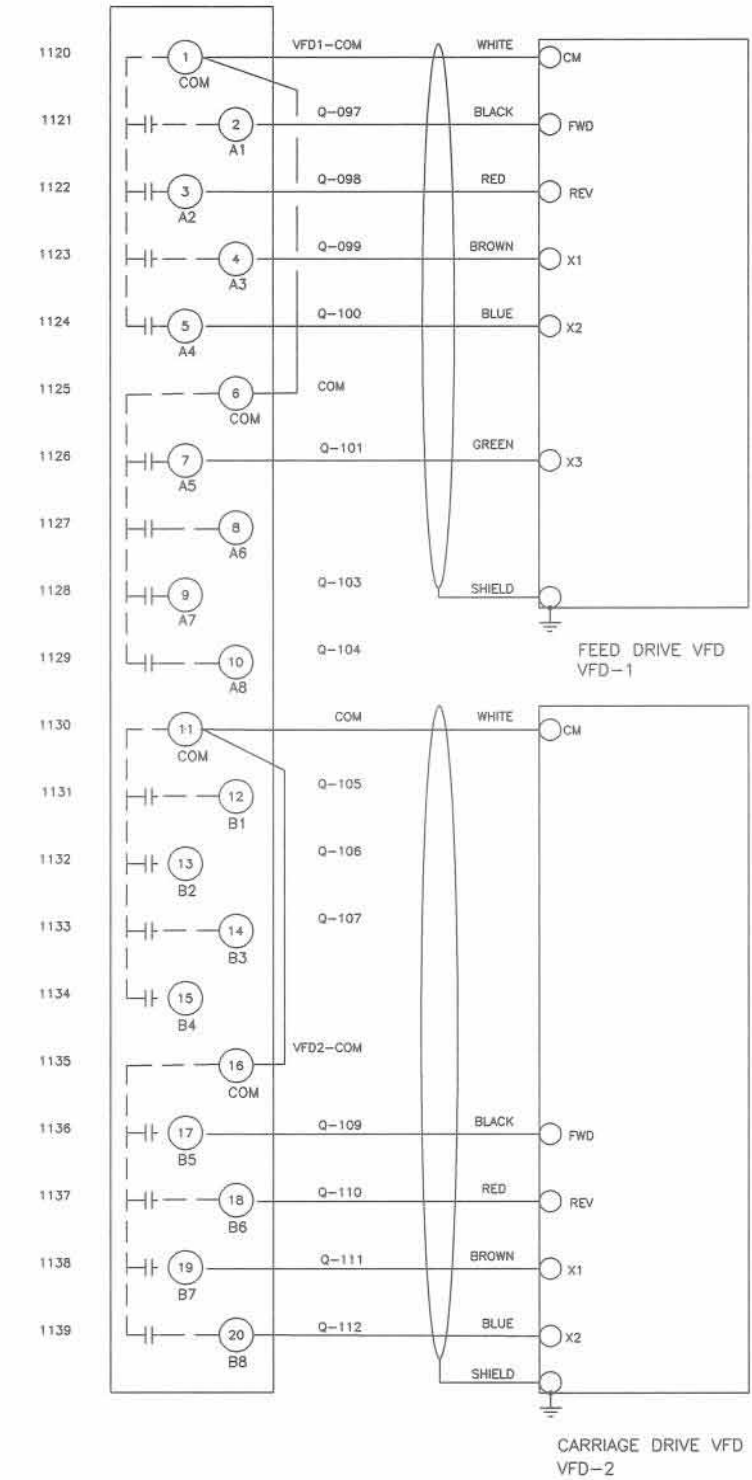 1120 1 VFD1-COM WHITE CM
COM
1121 2 Q-097 BLACK FWD
A1
1122 3 Q-098 RED REV
A2
1123 4 Q-099 BROWN X1
A3
1124 5 Q-100 BLUE X2
A4
1125 6 COM
COM
1126 7 Q-101 GREEN X3
A5
1127 8
A6
1128 9 Q-103 SHIELD
A7
1129 10 Q-104
A8
FEED DRIVE VFD
VFD-1
1130 11 COM WHITE CM
COM
1131 12 Q-105
B1
1132 13 Q-106
B2
1133 14 Q-107
B3
1134 15
B4
1135 16 VFD2-COM
COM
1136 17 Q-109 BLACK FWD
B5
1137 18 Q-110 RED REV
B6
1138 19 Q-111 BROWN X1
B7
1139 20 Q-112 BLUE X2
B8
SHIELD
CARRIAGE DRIVE VFD
VFD-2